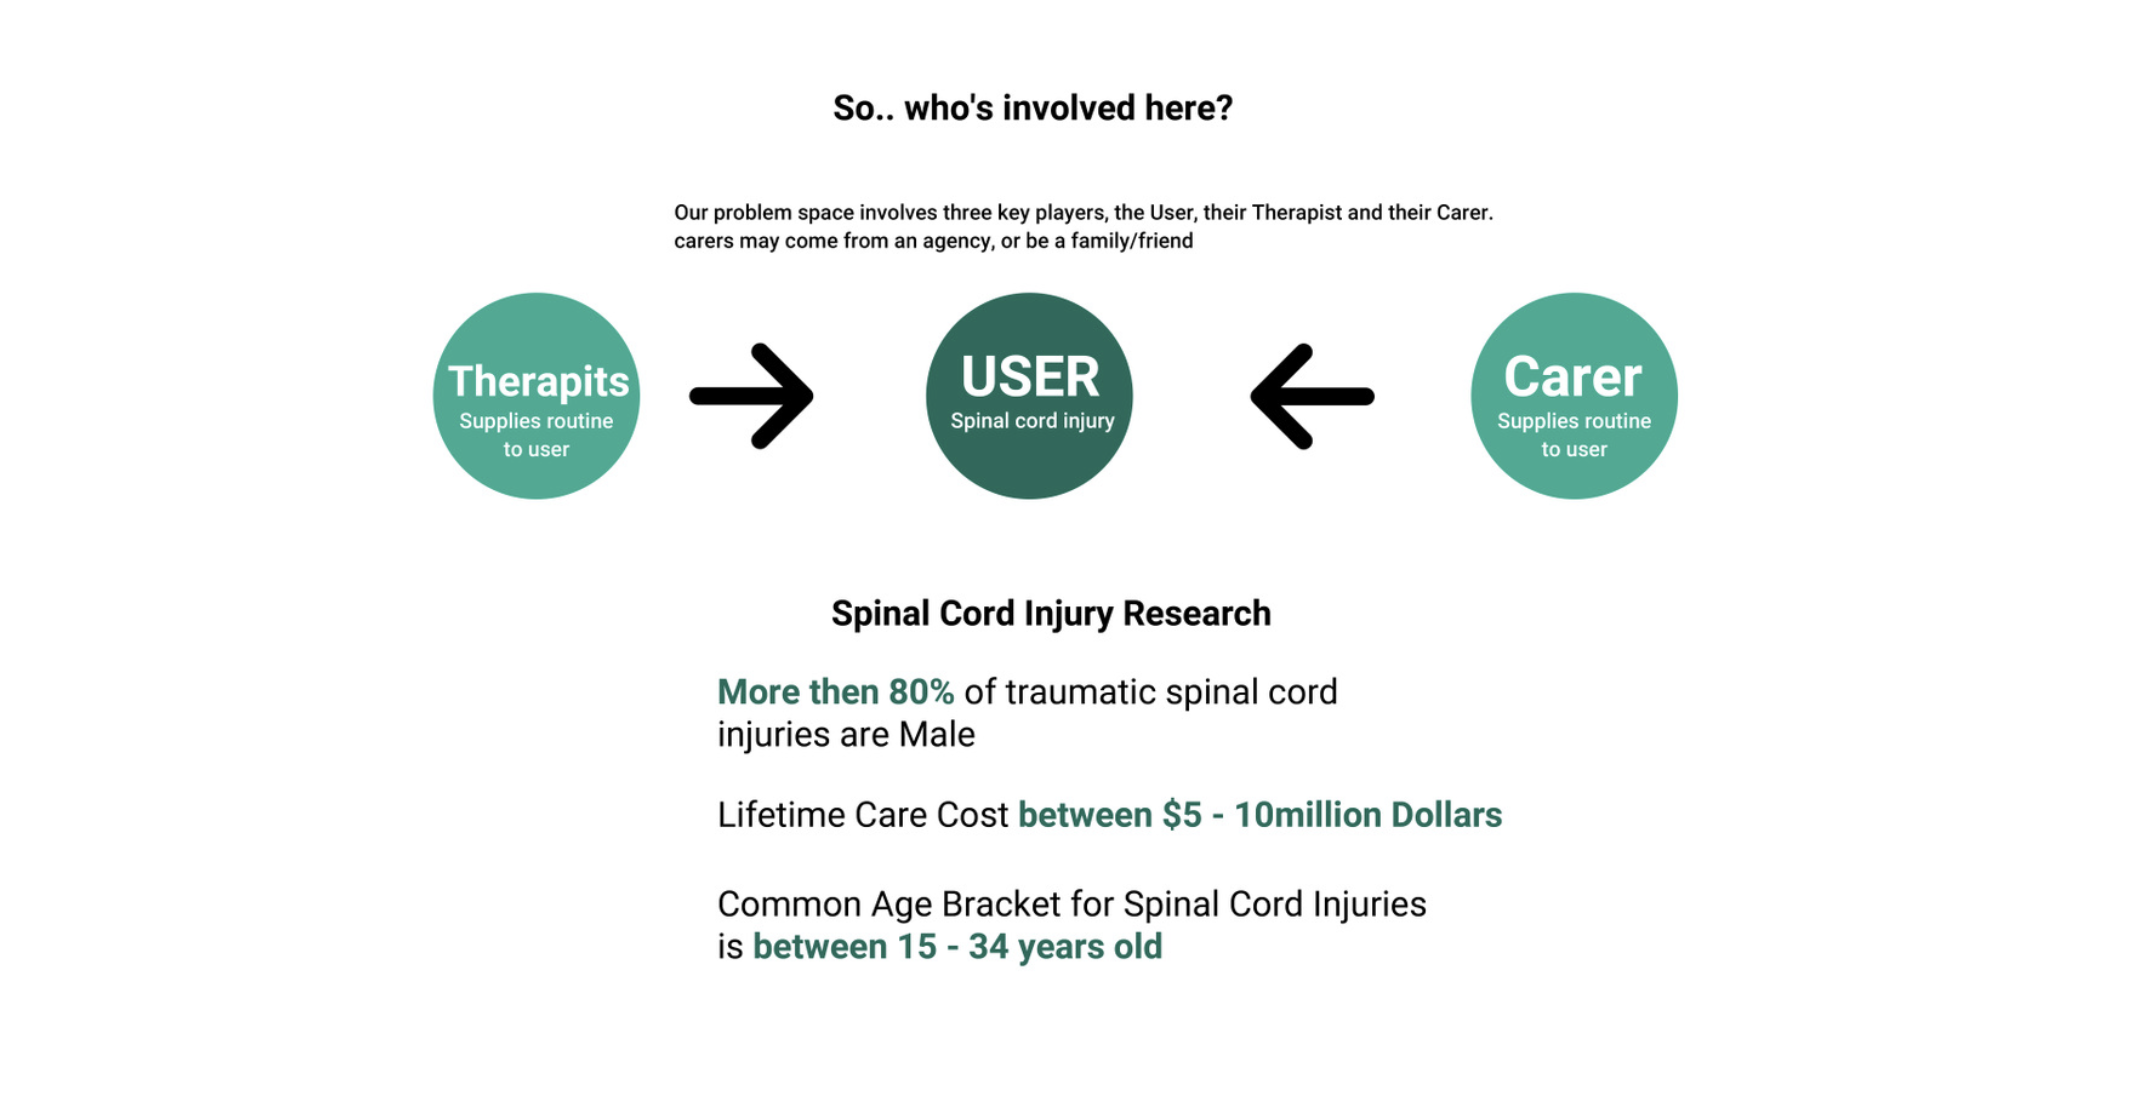 So.. who's involved here?
Our problem space involves three key players, the User, their Therapist and their Carer.
carers may come from an agency, or be a family/friend
Therapits
Supplies routine
to user
USER
Spinal cord injury
Carer
Supplies routine
to user
Spinal Cord Injury Research
More then 80% of traumatic spinal cord
injuries are Male
Lifetime Care Cost between $5 - 10million Dollars
Common Age Bracket for Spinal Cord Injuries
is between 15 - 34 years old